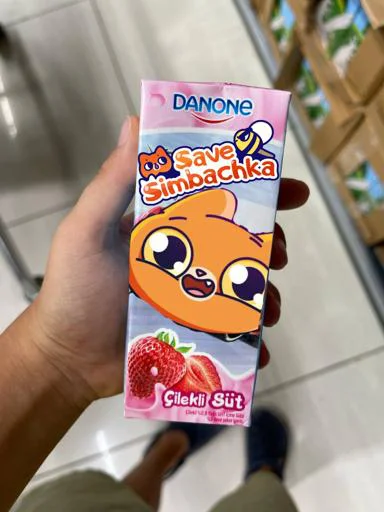 DANONE
Save
Simbachka
Çilekli Süt